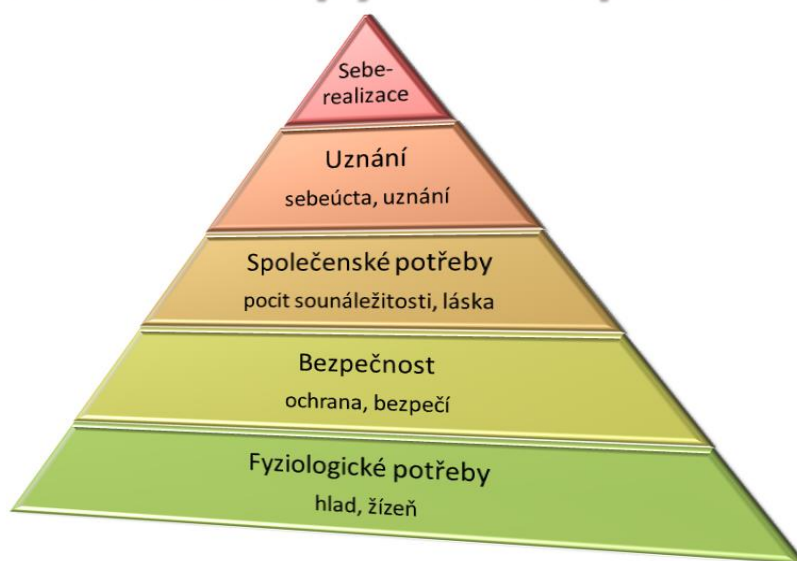 Sebe-
realizace
Uznání
sebeúcta, uznání
Společenské potřeby
pocit sounáležitosti, láska
Bezpečnost
ochrana, bezpečí
Fyziologické potřeby
hlad, žízeň